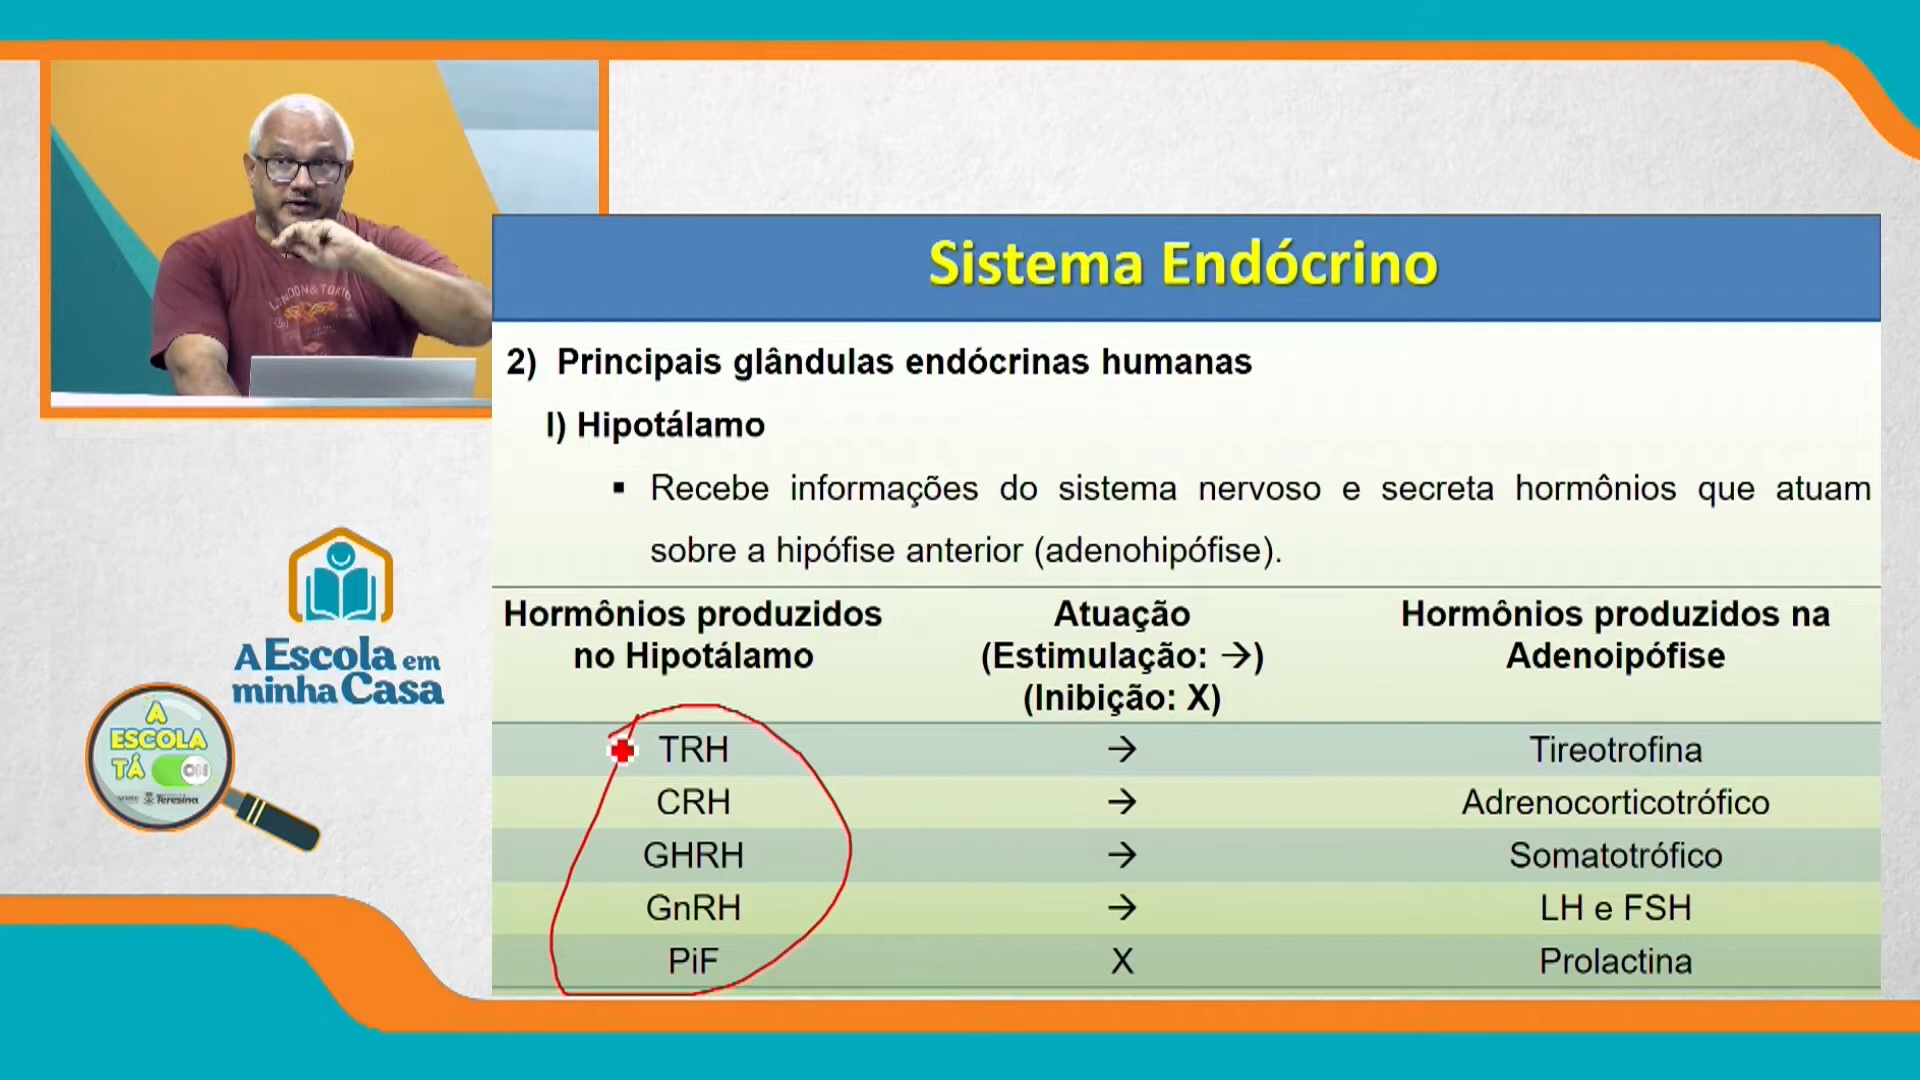 LONDON & TOKYO
Sistema Endócrino
2) Principais glândulas endócrinas humanas
I) Hipotálamo
▪ Recebe informações do sistema nervoso e secreta hormônios que atuam
sobre a hipófise anterior (adenohipófise).
Hormônios produzidos
no Hipotálamo
Atuação
(Estimulação: →)
(Inibição: X)
Hormônios produzidos na
Adenoipófise
TRH → Tireotrofina
CRH → Adrenocorticotrófico
GHRH → Somatotrófico
GnRH → LH e FSH
PiF X Prolactina
A Escola em
minha Casa
A
ESCOLA
TÁ ON
Teresina